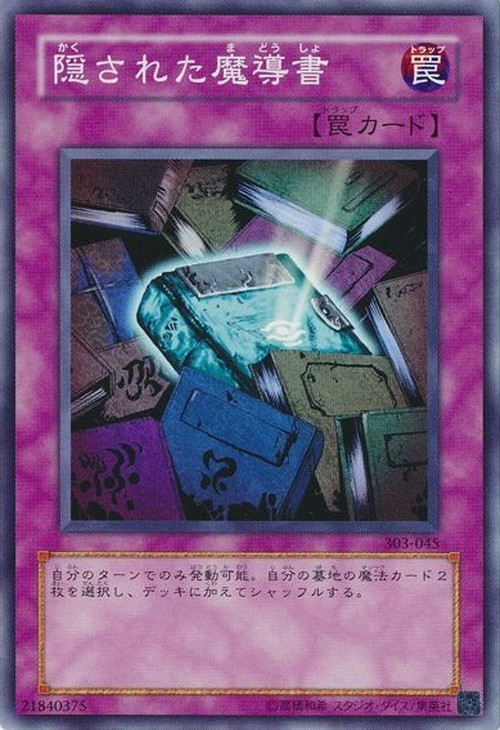 隠された魔導書
罠
【罠カード】
303-045
自分のターンでのみ発動可能。自分の墓地の魔法カード2
枚を選択し、デッキに加えてシャッフルする。
21840375
©高橋和希 スタジオ・ダイス/集英社